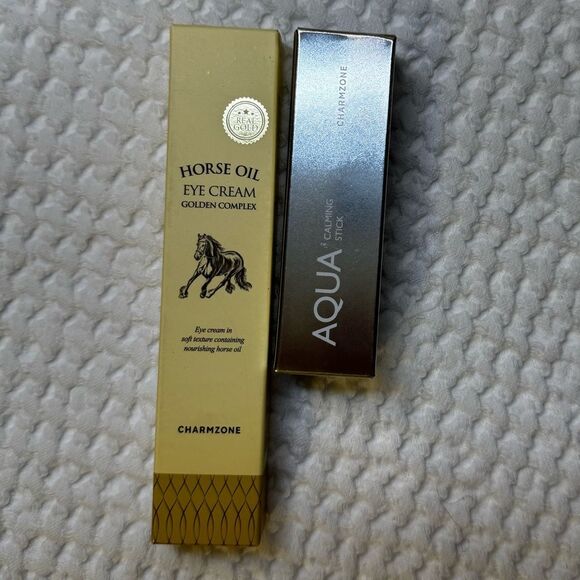 REAL
GOLD
HORSE OIL
EYE CREAM
GOLDEN COMPLEX
Eye cream in
soft texture containing
nourishing horse oil
CHARMZONE
CHARMZONE
AQUA
CALMING
STICK